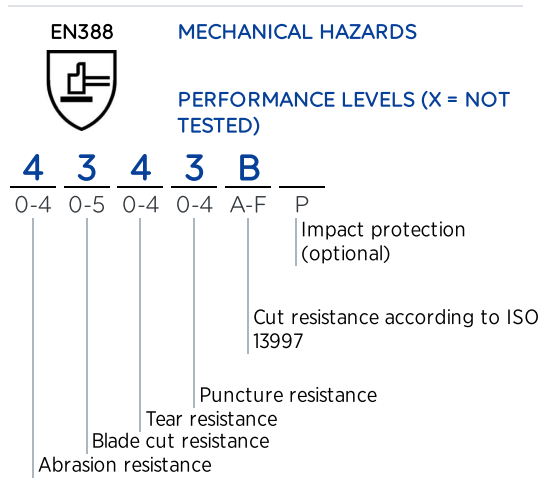 EN388
MECHANICAL HAZARDS
PERFORMANCE LEVELS (X = NOT
TESTED)
4 3 4 3 B
0-4 0-5 0-4 0-4 A-F P
Impact protection
(optional)
Cut resistance according to ISO
13997
Puncture resistance
Tear resistance
Blade cut resistance
Abrasion resistance